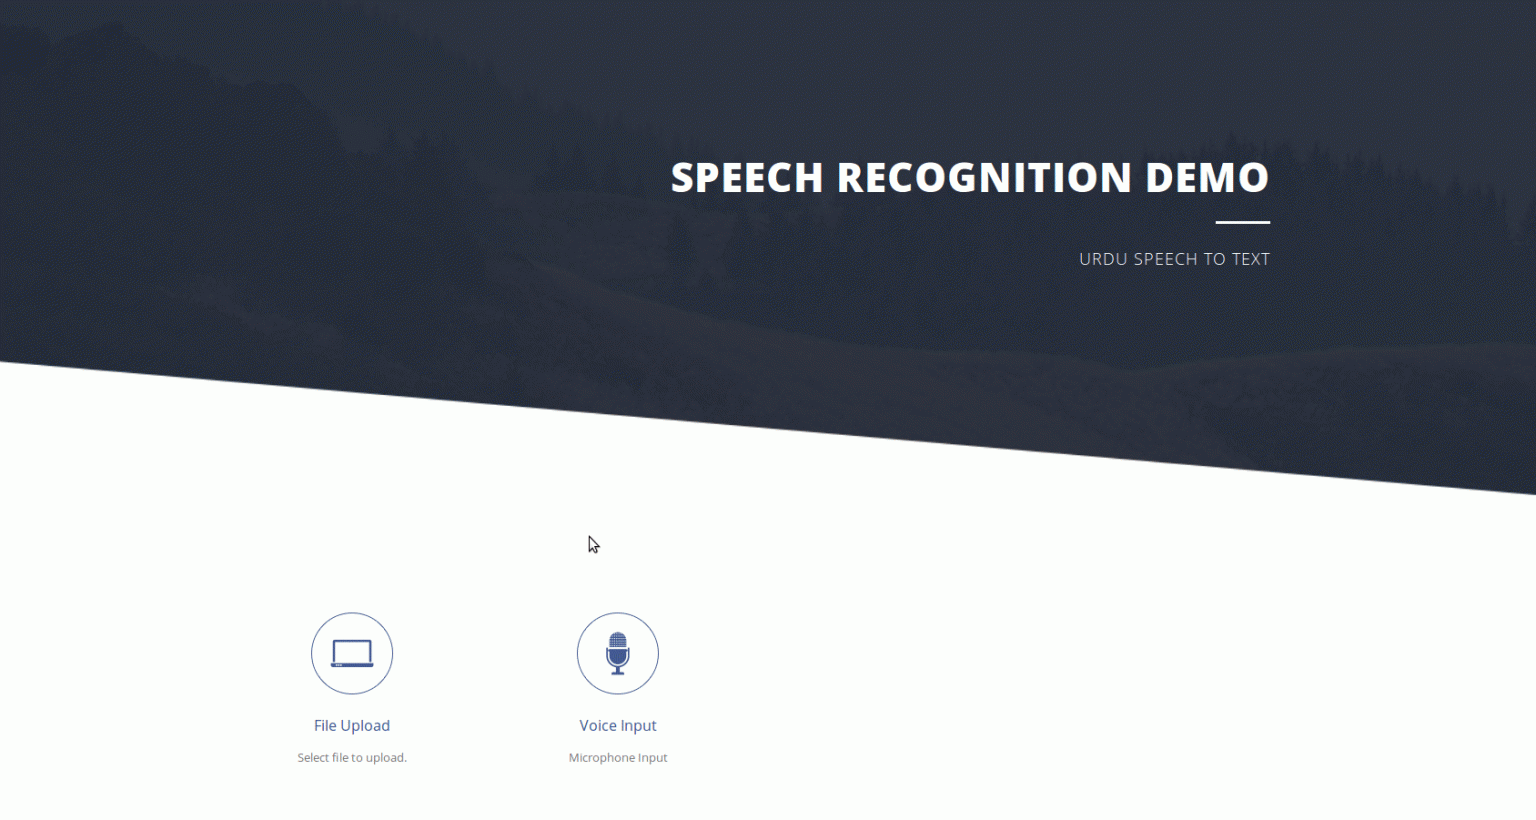 SPEECH RECOGNITION DEMO
URDU SPEECH TO TEXT
File Upload
Select file to upload.
Voice Input
Microphone Input